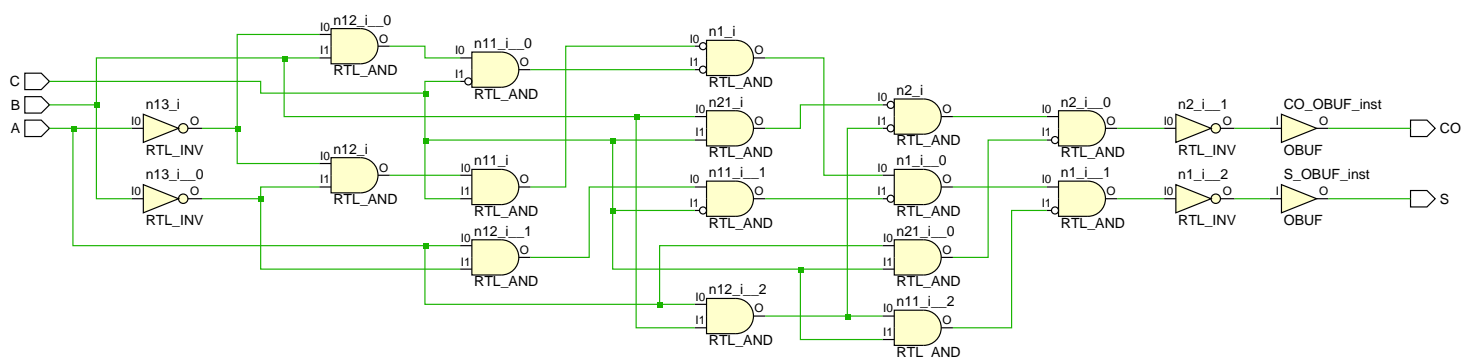 C
B
A
n13_i
I0
O
RTL_INV
n13_i__0
I0
O
RTL_INV
n12_i__0
I0
I1
O
RTL_AND
n12_i
I0
I1
O
RTL_AND
n11_i__0
I0
I1
O
RTL_AND
n11_i
I0
I1
O
RTL_AND
n12_i__1
I0
I1
O
RTL_AND
n1_i
I0
I1
O
RTL_AND
n21_i
I0
I1
O
RTL_AND
n11_i__1
I0
I1
O
RTL_AND
n12_i__2
I0
I1
O
RTL_AND
n2_i
I0
I1
O
RTL_AND
n1_i__0
I0
I1
O
RTL_AND
n21_i__0
I0
I1
O
RTL_AND
n11_i__2
I0
I1
O
RTL_AND
n2_i__0
I0
I1
O
RTL_AND
n1_i__1
I0
I1
O
RTL_AND
n2_i__1
I0
O
RTL_INV
n1_i__2
I0
O
RTL_INV
CO_OBUF_inst
I
O
OBUF
S_OBUF_inst
I
O
OBUF
CO
S